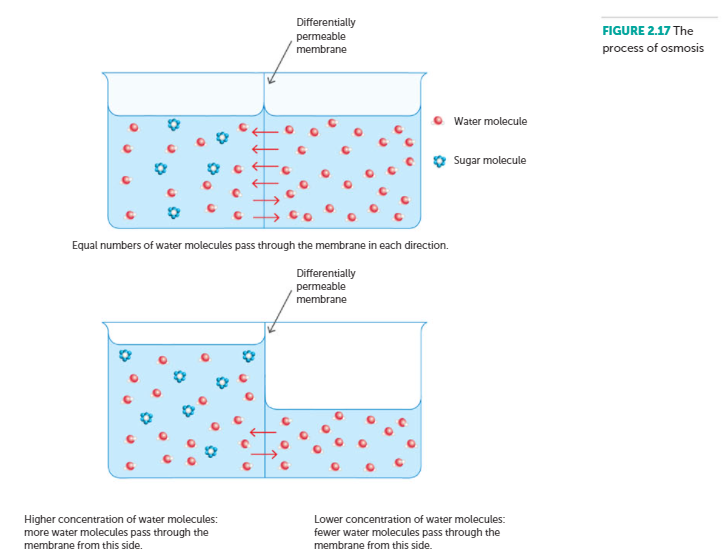 Differentially
permeable
membrane
FIGURE 2.17 The
process of osmosis
Water molecule
Sugar molecule
Equal numbers of water molecules pass through the membrane in each direction.
Differentially
permeable
membrane
Higher concentration of water molecules:
more water molecules pass through the
membrane from this side.
Lower concentration of water molecules:
fewer water molecules pass through the
membrane from this side.